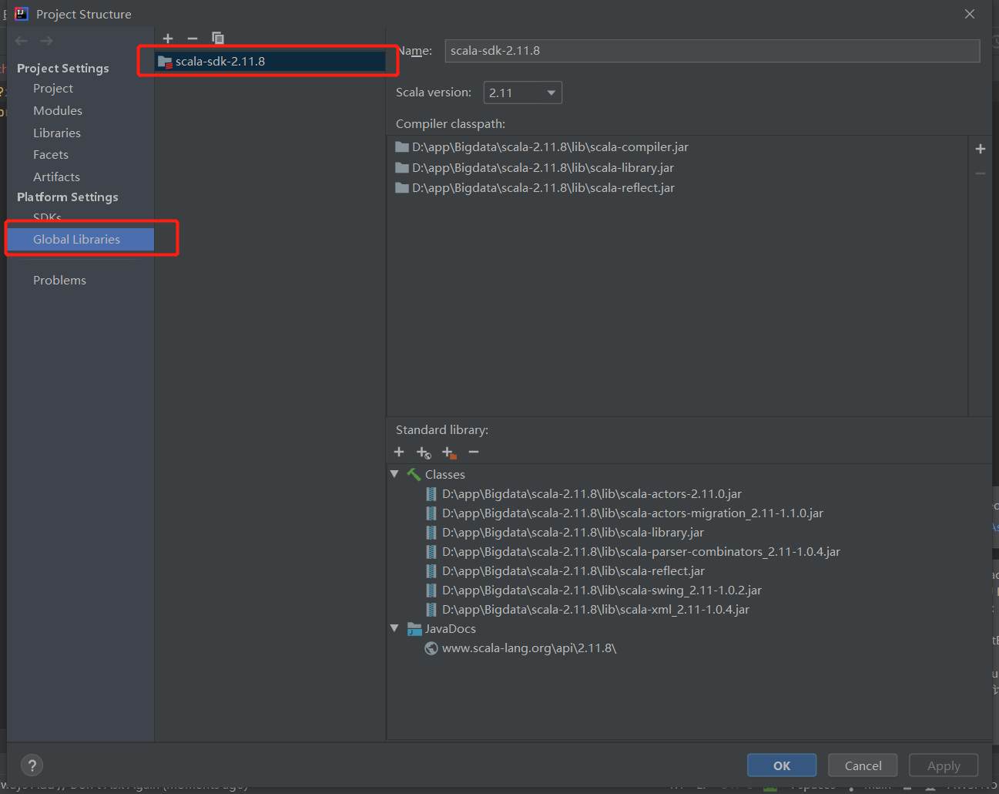 Project Structure
Project Settings
Project
Modules
Libraries
Facets
Artifacts
Platform Settings
SDKs
Global Libraries
Problems
scala-sdk-2.11.8
Name:
scala-sdk-2.11.8
Scala version:
2.11
Compiler classpath:
D:\app\Bigdata\scala-2.11.8\lib\scala-compiler.jar
D:\app\Bigdata\scala-2.11.8\lib\scala-library.jar
D:\app\Bigdata\scala-2.11.8\lib\scala-reflect.jar
Standard library:
Classes
D:\app\Bigdata\scala-2.11.8\lib\scala-actors-2.11.0.jar
D:\app\Bigdata\scala-2.11.8\lib\scala-actors-migration_2.11-1.1.0.jar
D:\app\Bigdata\scala-2.11.8\lib\scala-library.jar
D:\app\Bigdata\scala-2.11.8\lib\scala-parser-combinators_2.11-1.0.4.jar
D:\app\Bigdata\scala-2.11.8\lib\scala-reflect.jar
D:\app\Bigdata\scala-2.11.8\lib\scala-swing_2.11-1.0.2.jar
D:\app\Bigdata\scala-2.11.8\lib\scala-xml_2.11-1.0.4.jar
JavaDocs
www.scala-lang.org\api\2.11.8\
?
OK
Cancel
Apply